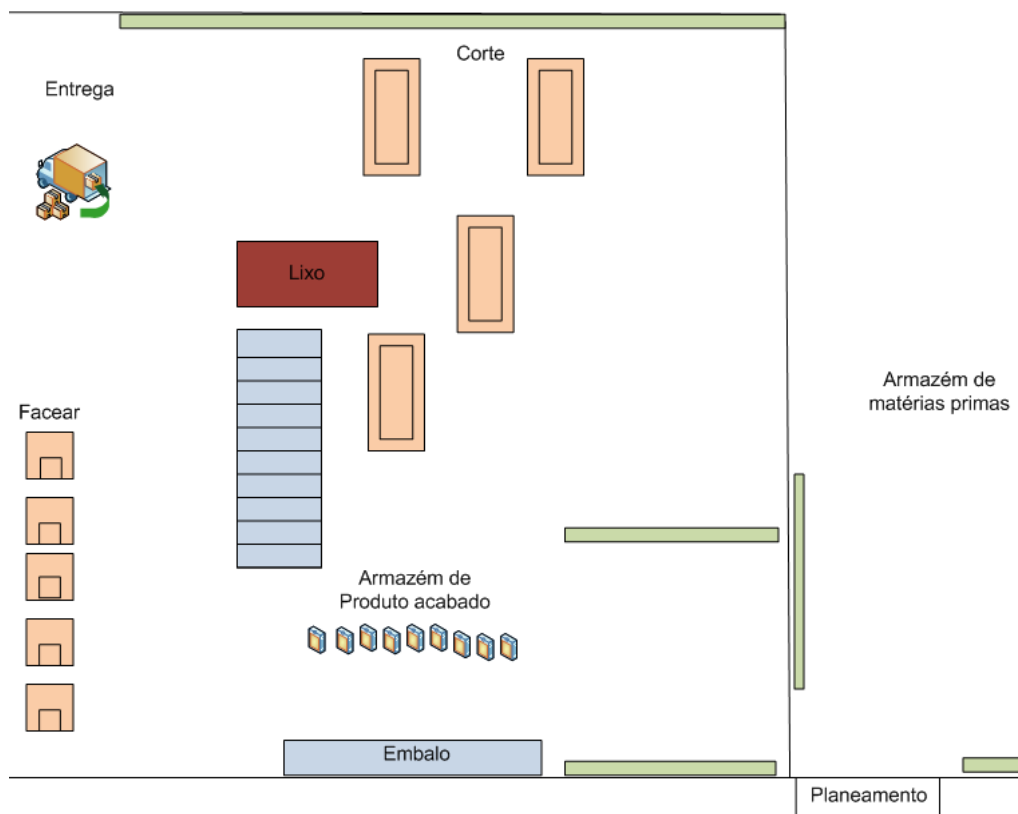 Corte
Entrega
Lixo
Armazém de
matérias primas
Facear
Armazém de
Produto acabado
Embalo
Planeamento